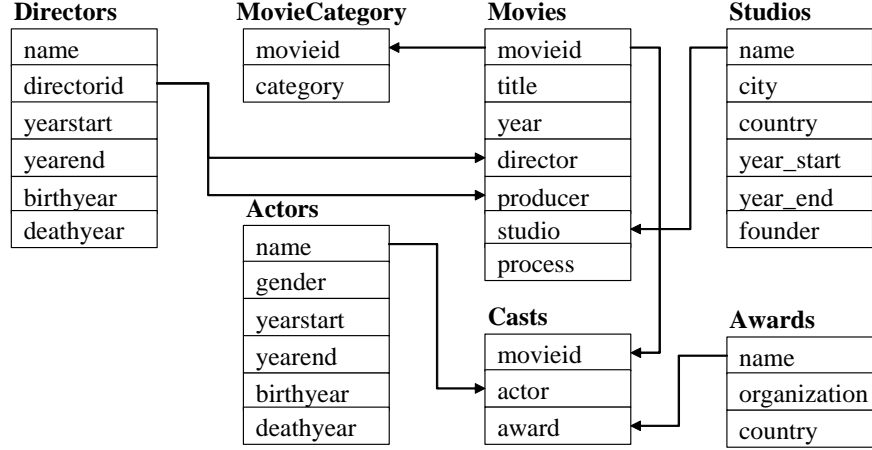 Directors
name
directorid
yearstart
yearend
birthyear
deathyear
MovieCategory
movieid
category
Movies
movieid
title
year
director
producer
studio
process
Studios
name
city
country
year_start
year_end
founder
Actors
name
gender
yearstart
yearend
birthyear
deathyear
Casts
movieid
actor
award
Awards
name
organization
country